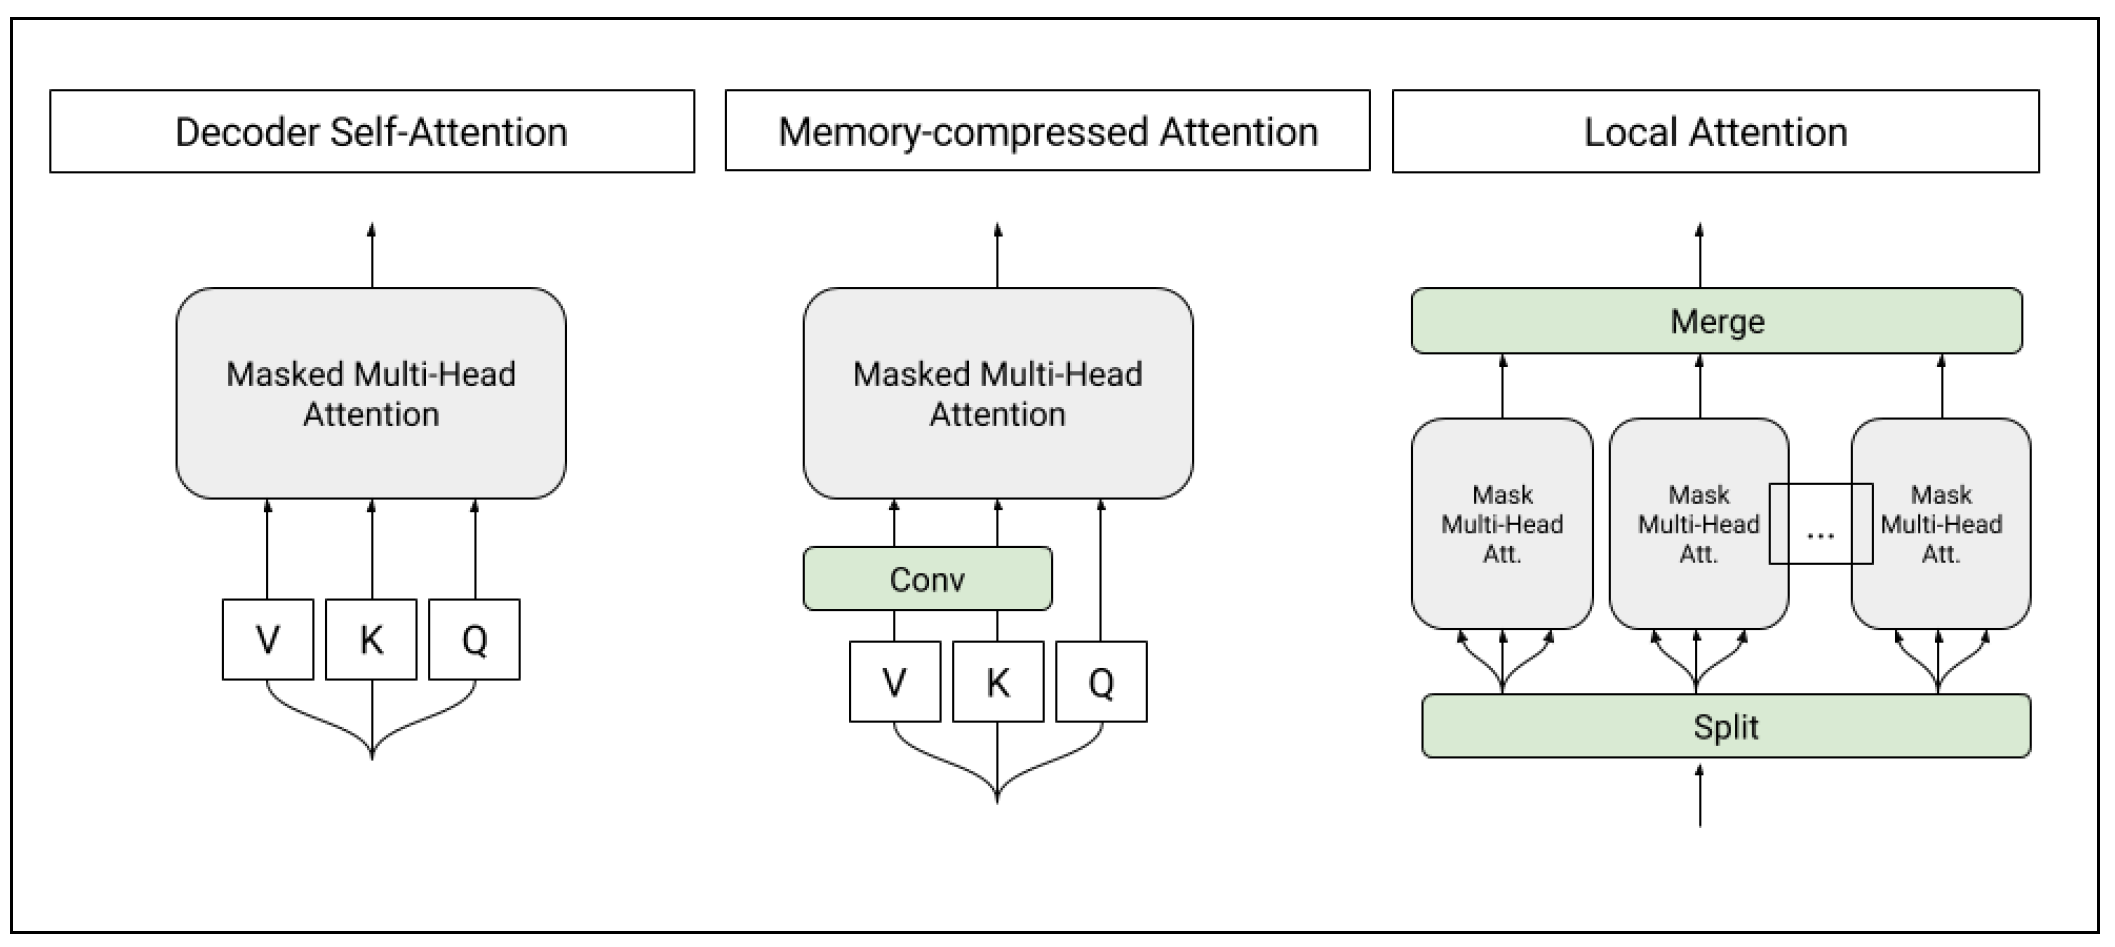 Decoder Self-Attention
Masked Multi-Head
Attention
V K Q
Memory-compressed Attention
Masked Multi-Head
Attention
Conv
V K Q
Local Attention
Merge
Mask
Multi-Head
Att.
Mask
Multi-Head
Att.
...
Mask
Multi-Head
Att.
Split